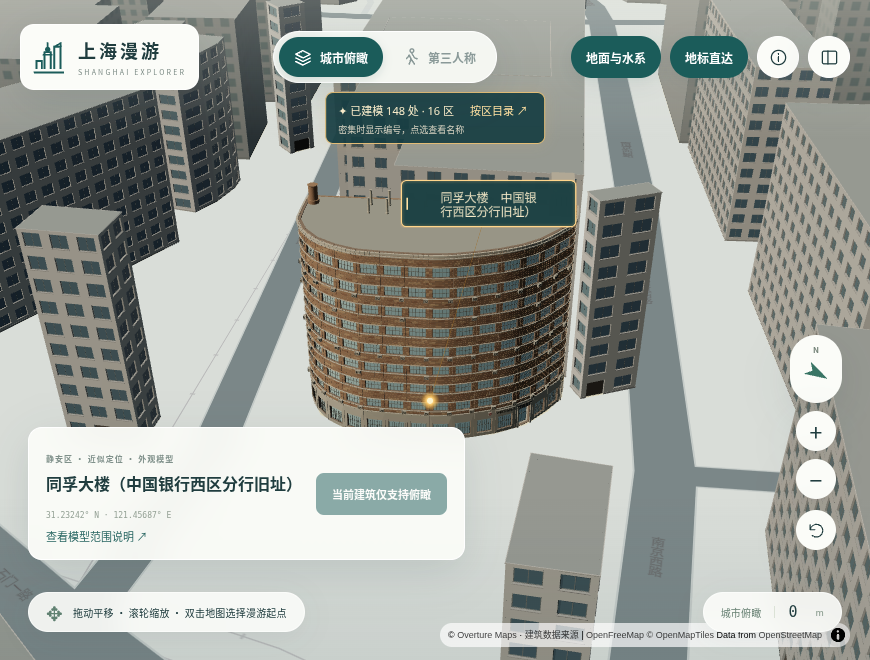 上海漫游
SHANGHAI EXPLORER
城市俯瞰
第三人称
地面与水系
地标直达
✦ 已建模 148 处 · 16 区 按区目录 ↗
密集时显示编号，点选查看名称
同孚大楼 中国银
行西区分行旧址）
N
静安区 · 近似定位 · 外观模型
同孚大楼（中国银行西区分行旧址）
当前建筑仅支持俯瞰
31.23242° N · 121.45687° E
查看模型范围说明 ↗
南京西路
拖动平移 · 滚轮缩放 · 双击地图选择漫游起点
城市俯瞰 0 m
© Overture Maps · 建筑数据来源 | OpenFreeMap © OpenMapTiles Data from OpenStreetMap